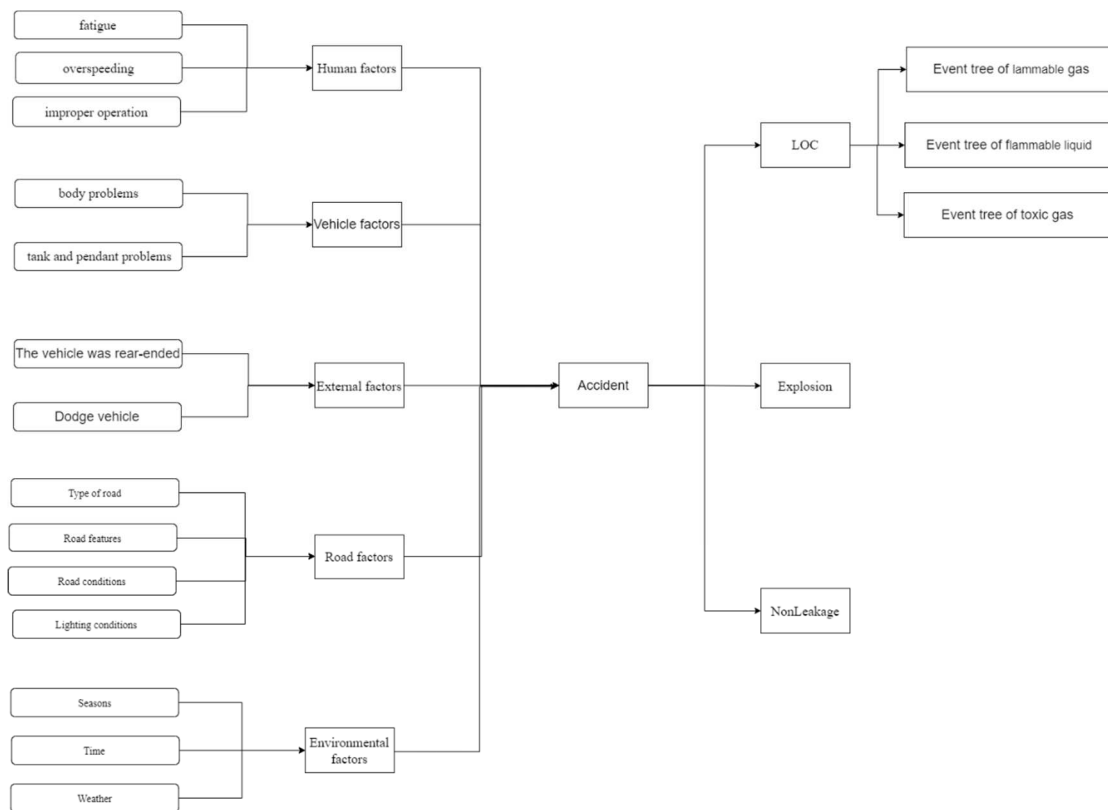 fatigue
overspeeding
improper operation
Human factors
body problems
tank and pendant problems
Vehicle factors
The vehicle was rear-ended
Dodge vehicle
External factors
Type of road
Road features
Road conditions
Lighting conditions
Road factors
Seasons
Time
Weather
Environmental
factors
Accident
LOC
Explosion
NonLeakage
Event tree of lammable gas
Event tree of flammable liquid
Event tree of toxic gas